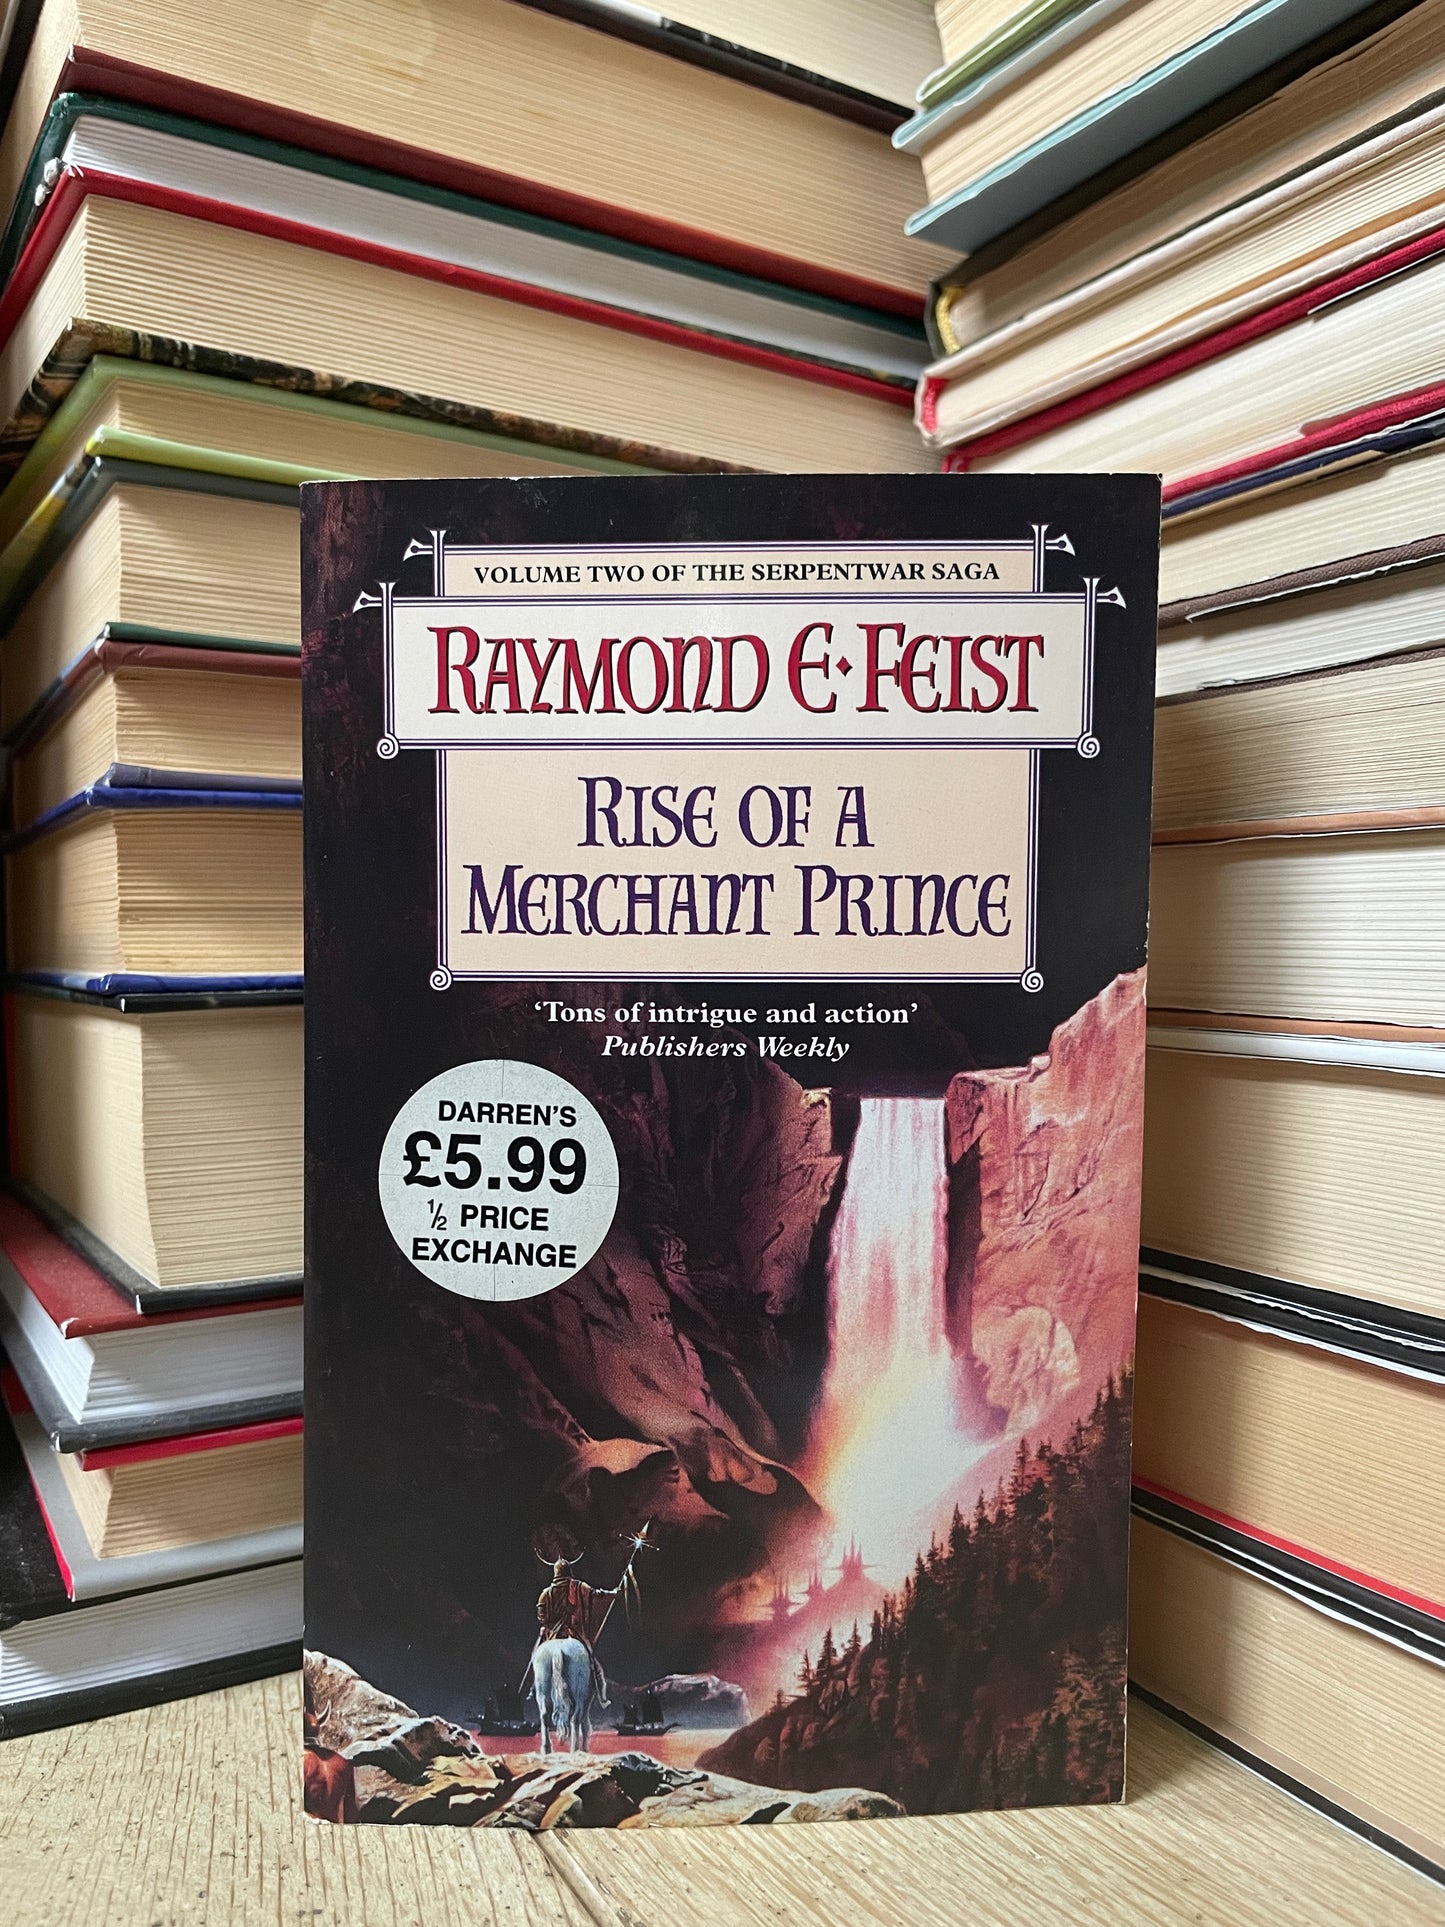 VOLUME TWO OF THE SERPENTWAR SAGA
RAYMOND E·FEIST
RISE OF A
MERCHANT PRINCE
‘Tons of intrigue and action’
Publishers Weekly
DARREN'S
£5.99
½ PRICE
EXCHANGE